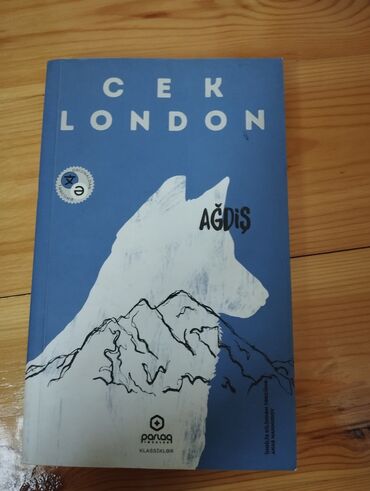 CEK
LONDON
AĞDİŞ
Ə
parlaq
KLASSİKLƏR